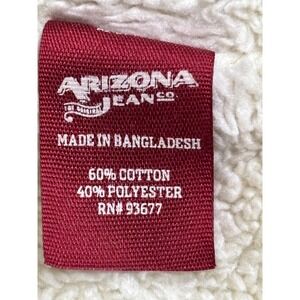 ARIZONA
THE ORIGINAL
JEAN CO.
MADE IN BANGLADESH
60% COTTON
40% POLYESTER
RN# 93677